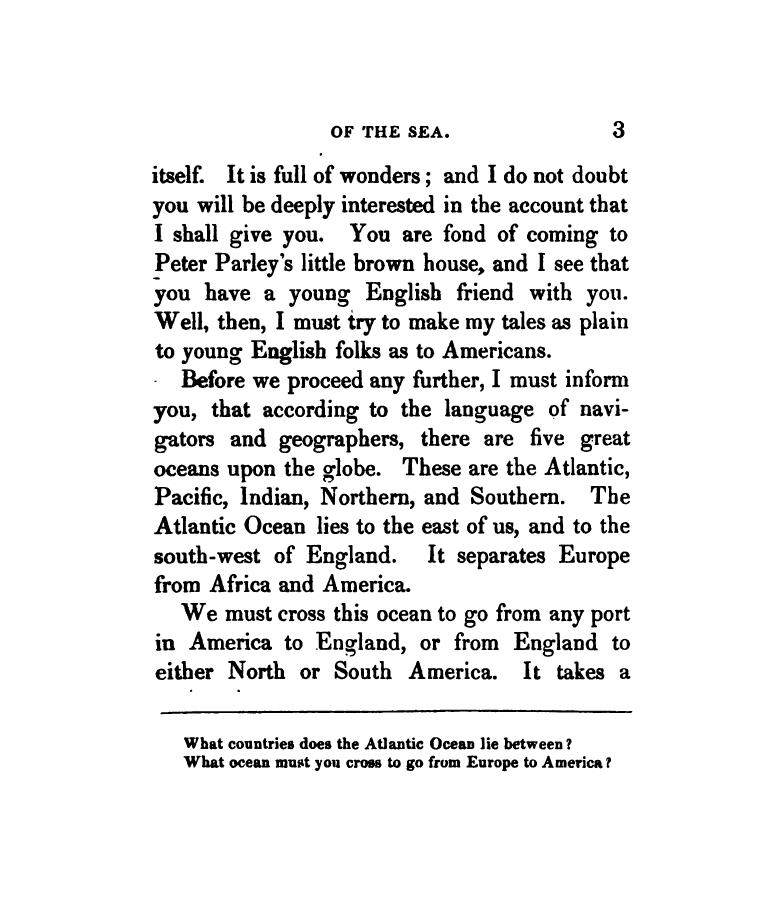 OF THE SEA. 3
itself. It is full of wonders; and I do not doubt
you will be deeply interested in the account that
I shall give you. You are fond of coming to
Peter Parley's little brown house, and I see that
you have a young English friend with you.
Well, then, I must try to make my tales as plain
to young English folks as to Americans.
Before we proceed any further, I must inform
you, that according to the language of navi-
gators and geographers, there are five great
oceans upon the globe. These are the Atlantic,
Pacific, Indian, Northern, and Southern. The
Atlantic Ocean lies to the east of us, and to the
south-west of England. It separates Europe
from Africa and America.
We must cross this ocean to go from any port
in America to England, or from England to
either North or South America. It takes a
What countries does the Atlantic Ocean lie between?
What ocean must you cross to go from Europe to America?